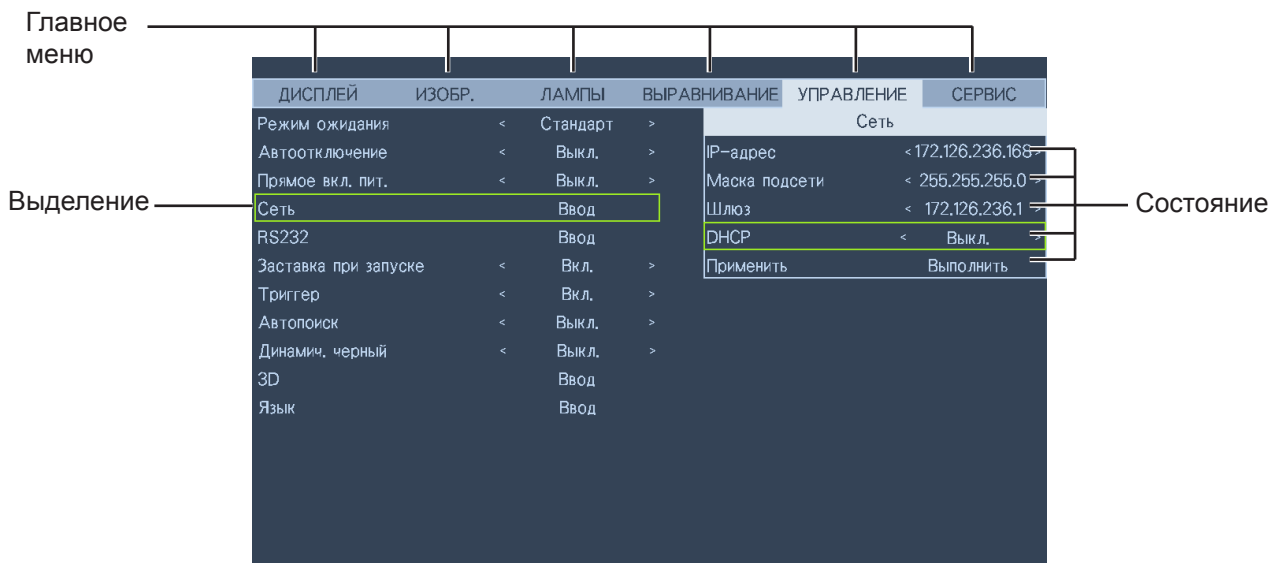 Главное
меню
ДИСПЛЕЙ ИЗОБР. ЛАМПЫ ВЫРАВНИВАНИЕ УПРАВЛЕНИЕ СЕРВИС
Режим ожидания < Стандарт > Сеть
Автоотключение < Выкл. > IP-адрес <172.126.236.168>
Прямое вкл. пит. < Выкл. > Маска подсети < 255.255.255.0 >
Выделение Сеть Ввод Шлюз < 172.126.236.1 > Состояние
RS232 Ввод DHCP < Выкл. >
Заставка при запуске < Вкл. > Применить Выполнить
Триггер < Вкл. >
Автопоиск < Выкл. >
Динамич. черный < Выкл. >
3D Ввод
Язык Ввод